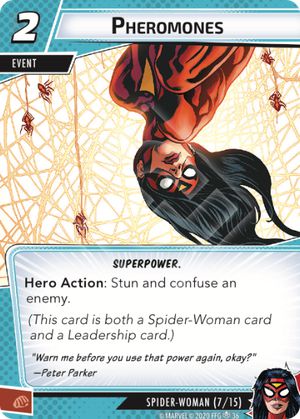 2
PHEROMONES
EVENT
SUPERPOWER.
Hero Action: Stun and confuse an
enemy.
(This card is both a Spider-Woman card
and a Leadership card.)
"Warn me before you use that power again, okay?"
—Peter Parker
SPIDER-WOMAN (7/15)
© MARVEL © 2020 FFG 36